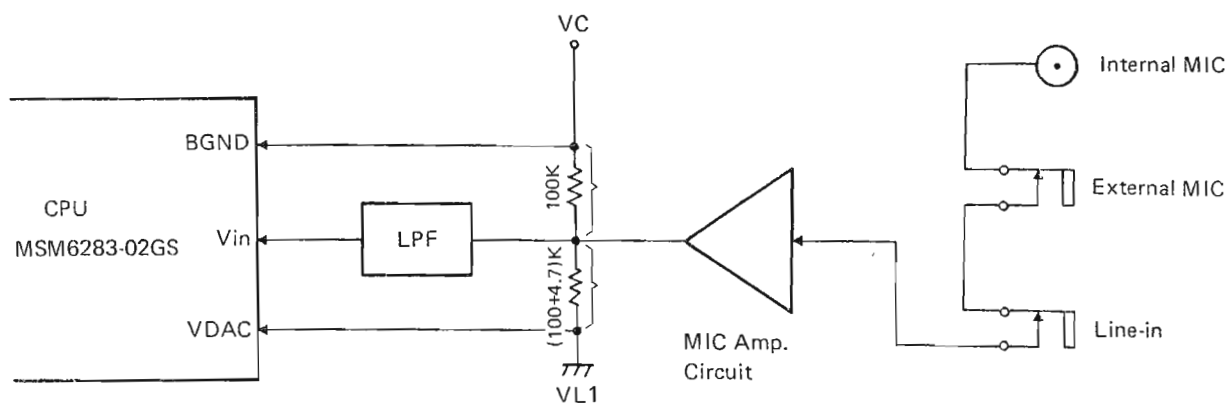 VC
Internal MIC
BGND
100K
External MIC
CPU
MSM6283-02GS
Vin
LPF
(100+4.7)K
VDAC
MIC Amp.
Circuit
Line-in
VL1